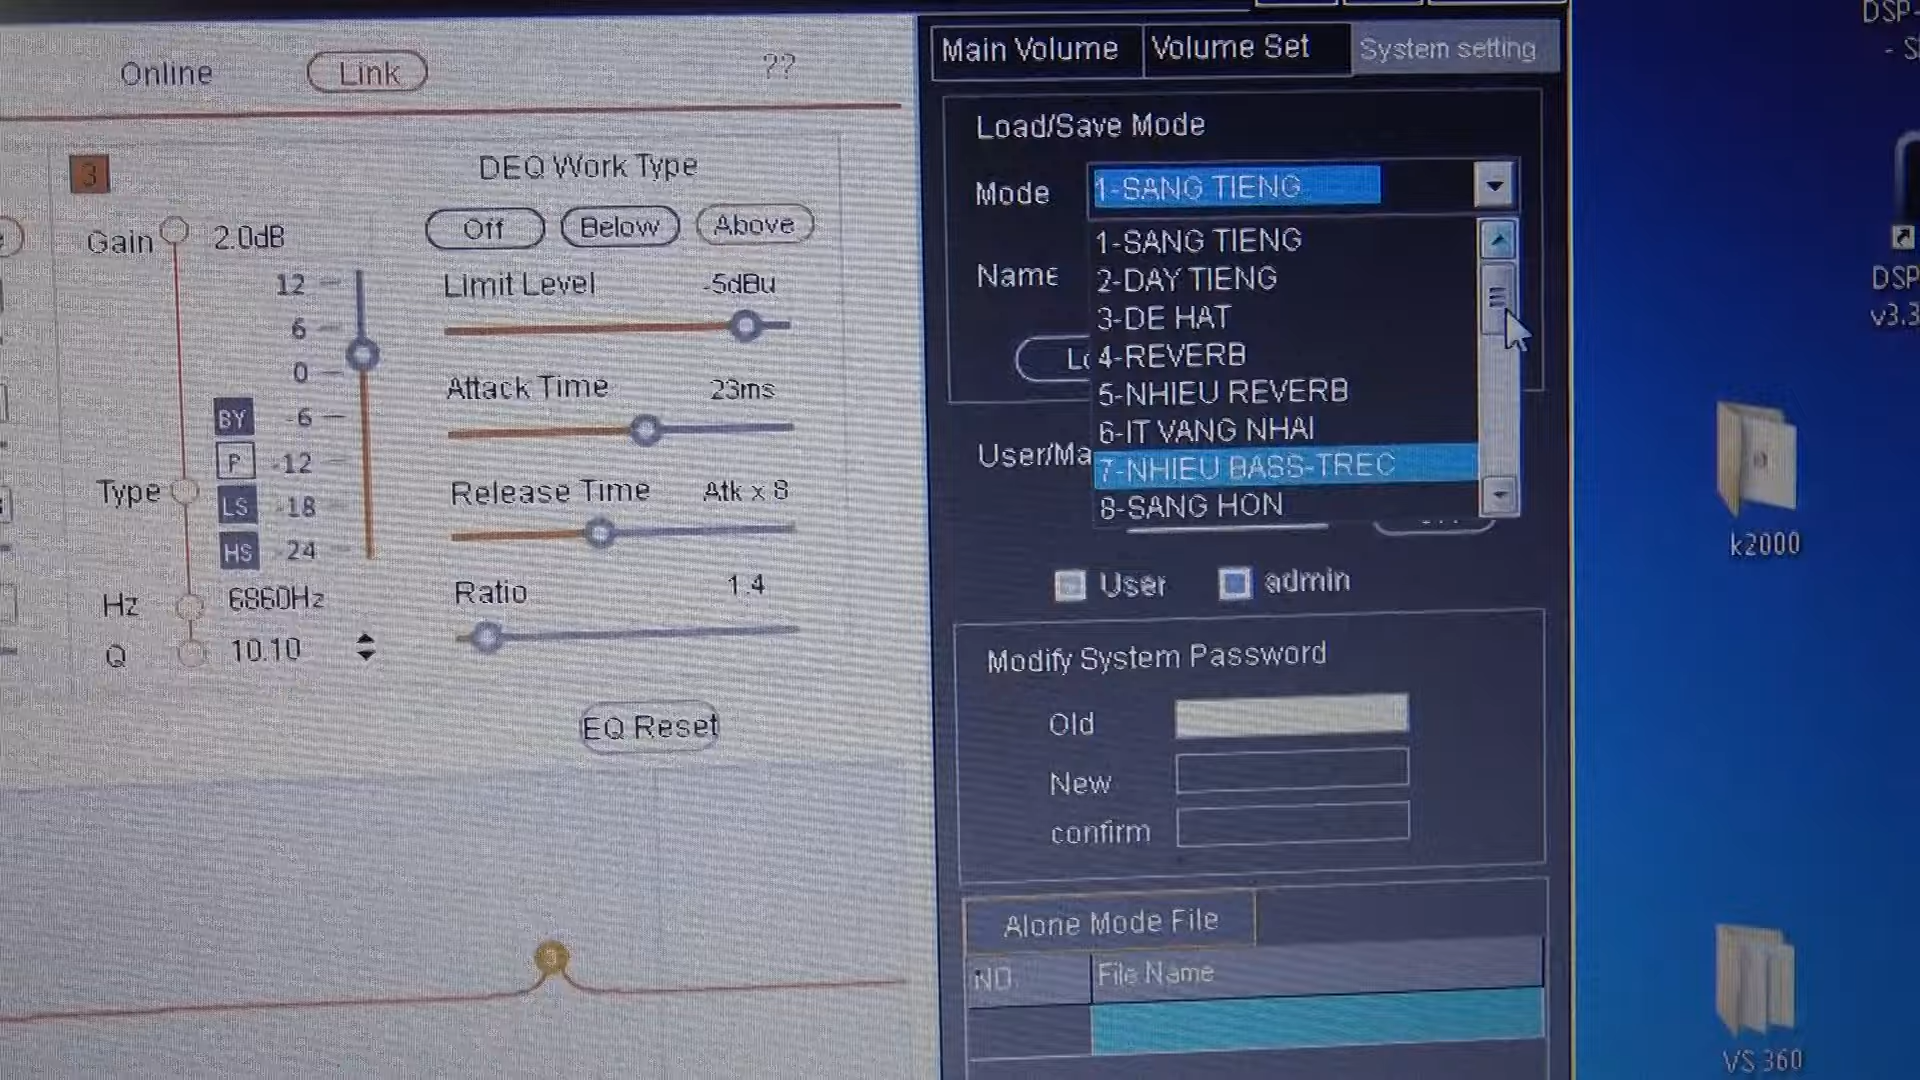 Online Link ??
3
DEQ Work Type
Off Below Above
Gain 2.0dB
12
6
0
-6
-12
-18
-24
BY
P
LS
HS
Type
Hz 6860Hz
Q 10.10
Limit Level -5dBu
Attack Time 23ms
Release Time Atk x 8
Ratio 1.4
EQ Reset
3
Main Volume Volume Set System setting
Load/Save Mode
Mode 1-SANG TIENG
1-SANG TIENG
2-DAY TIENG
3-DE HAT
4-REVERB
5-NHIEU REVERB
6-IT VANG NHAI
7-NHIEU BASS-TREC
8-SANG HON
Name
User/Ma
User admin
Modify System Password
Old
New
confirm
Alone Mode File
NO File Name
DSP-
- S
DSP
v3.3
k2000
VS 360